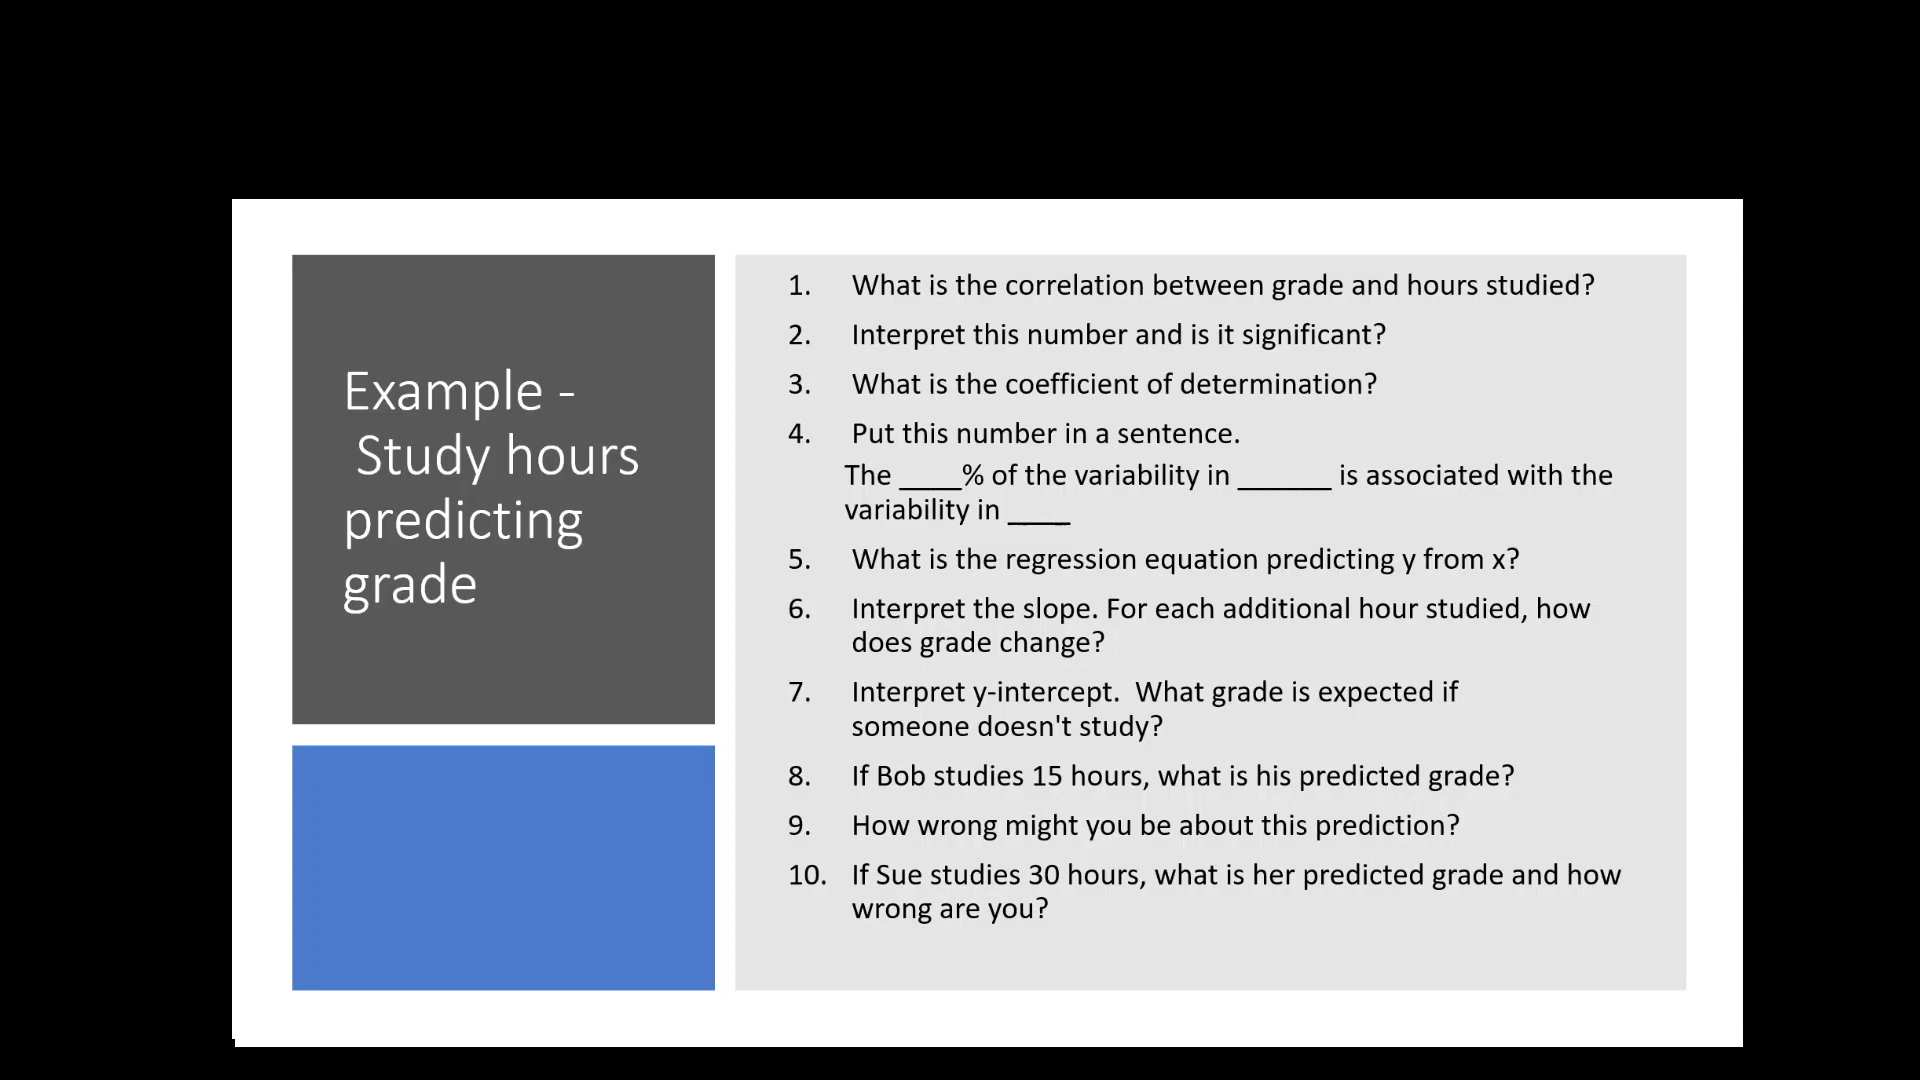 Example -
Study hours
predicting
grade
1. What is the correlation between grade and hours studied?
2. Interpret this number and is it significant?
3. What is the coefficient of determination?
4. Put this number in a sentence.
The ____% of the variability in ______ is associated with the
variability in ____
5. What is the regression equation predicting y from x?
6. Interpret the slope. For each additional hour studied, how
does grade change?
7. Interpret y-intercept.  What grade is expected if
someone doesn't study?
8. If Bob studies 15 hours, what is his predicted grade?
9. How wrong might you be about this prediction?
10. If Sue studies 30 hours, what is her predicted grade and how
wrong are you?